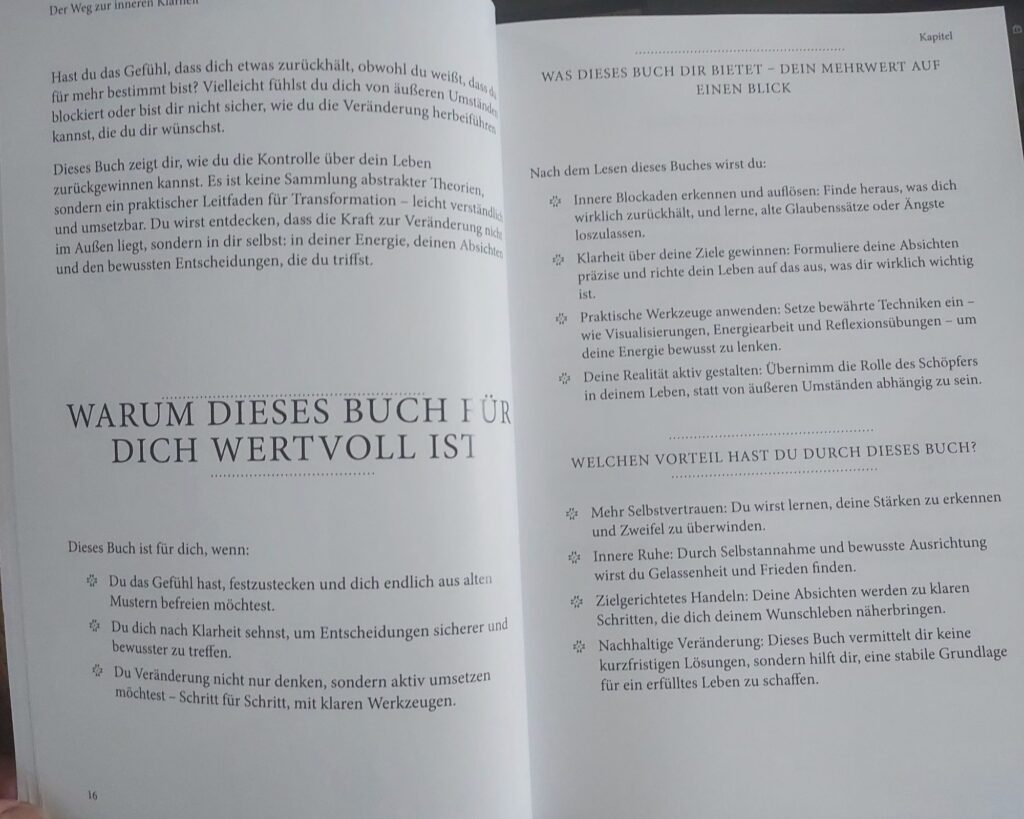 Der Weg zur inneren Klarheit
Hast du das Gefühl, dass dich etwas zurückhält, obwohl du weißt, dass du
für mehr bestimmt bist? Vielleicht fühlst du dich von äußeren Umständen
blockiert oder bist dir nicht sicher, wie du die Veränderung herbeiführen
kannst, die du dir wünschst.
Dieses Buch zeigt dir, wie du die Kontrolle über dein Leben
zurückgewinnen kannst. Es ist keine Sammlung abstrakter Theorien,
sondern ein praktischer Leitfaden für Transformation – leicht verständlich
und umsetzbar. Du wirst entdecken, dass die Kraft zur Veränderung nicht
im Außen liegt, sondern in dir selbst: in deiner Energie, deinen Absichten
und den bewussten Entscheidungen, die du triffst.
WARUM DIESES BUCH FÜR
DICH WERTVOLL IST
Dieses Buch ist für dich, wenn:
Du das Gefühl hast, festzustecken und dich endlich aus alten
Mustern befreien möchtest.
Du dich nach Klarheit sehnst, um Entscheidungen sicherer und
bewusster zu treffen.
Du Veränderung nicht nur denken, sondern aktiv umsetzen
möchtest – Schritt für Schritt, mit klaren Werkzeugen.
16
Kapitel
WAS DIESES BUCH DIR BIETET – DEIN MEHRWERT AUF
EINEN BLICK
Nach dem Lesen dieses Buches wirst du:
Innere Blockaden erkennen und auflösen: Finde heraus, was dich
wirklich zurückhält, und lerne, alte Glaubenssätze oder Ängste
loszulassen.
Klarheit über deine Ziele gewinnen: Formuliere deine Absichten
präzise und richte dein Leben auf das aus, was dir wirklich wichtig
ist.
Praktische Werkzeuge anwenden: Setze bewährte Techniken ein –
wie Visualisierungen, Energiearbeit und Reflexionsübungen – um
deine Energie bewusst zu lenken.
Deine Realität aktiv gestalten: Übernimm die Rolle des Schöpfers
in deinem Leben, statt von äußeren Umständen abhängig zu sein.
WELCHEN VORTEIL HAST DU DURCH DIESES BUCH?
Mehr Selbstvertrauen: Du wirst lernen, deine Stärken zu erkennen
und Zweifel zu überwinden.
Innere Ruhe: Durch Selbstannahme und bewusste Ausrichtung
wirst du Gelassenheit und Frieden finden.
Zielgerichtetes Handeln: Deine Absichten werden zu klaren
Schritten, die dich deinem Wunschleben näherbringen.
Nachhaltige Veränderung: Dieses Buch vermittelt dir keine
kurzfristigen Lösungen, sondern hilft dir, eine stabile Grundlage
für ein erfülltes Leben zu schaffen.